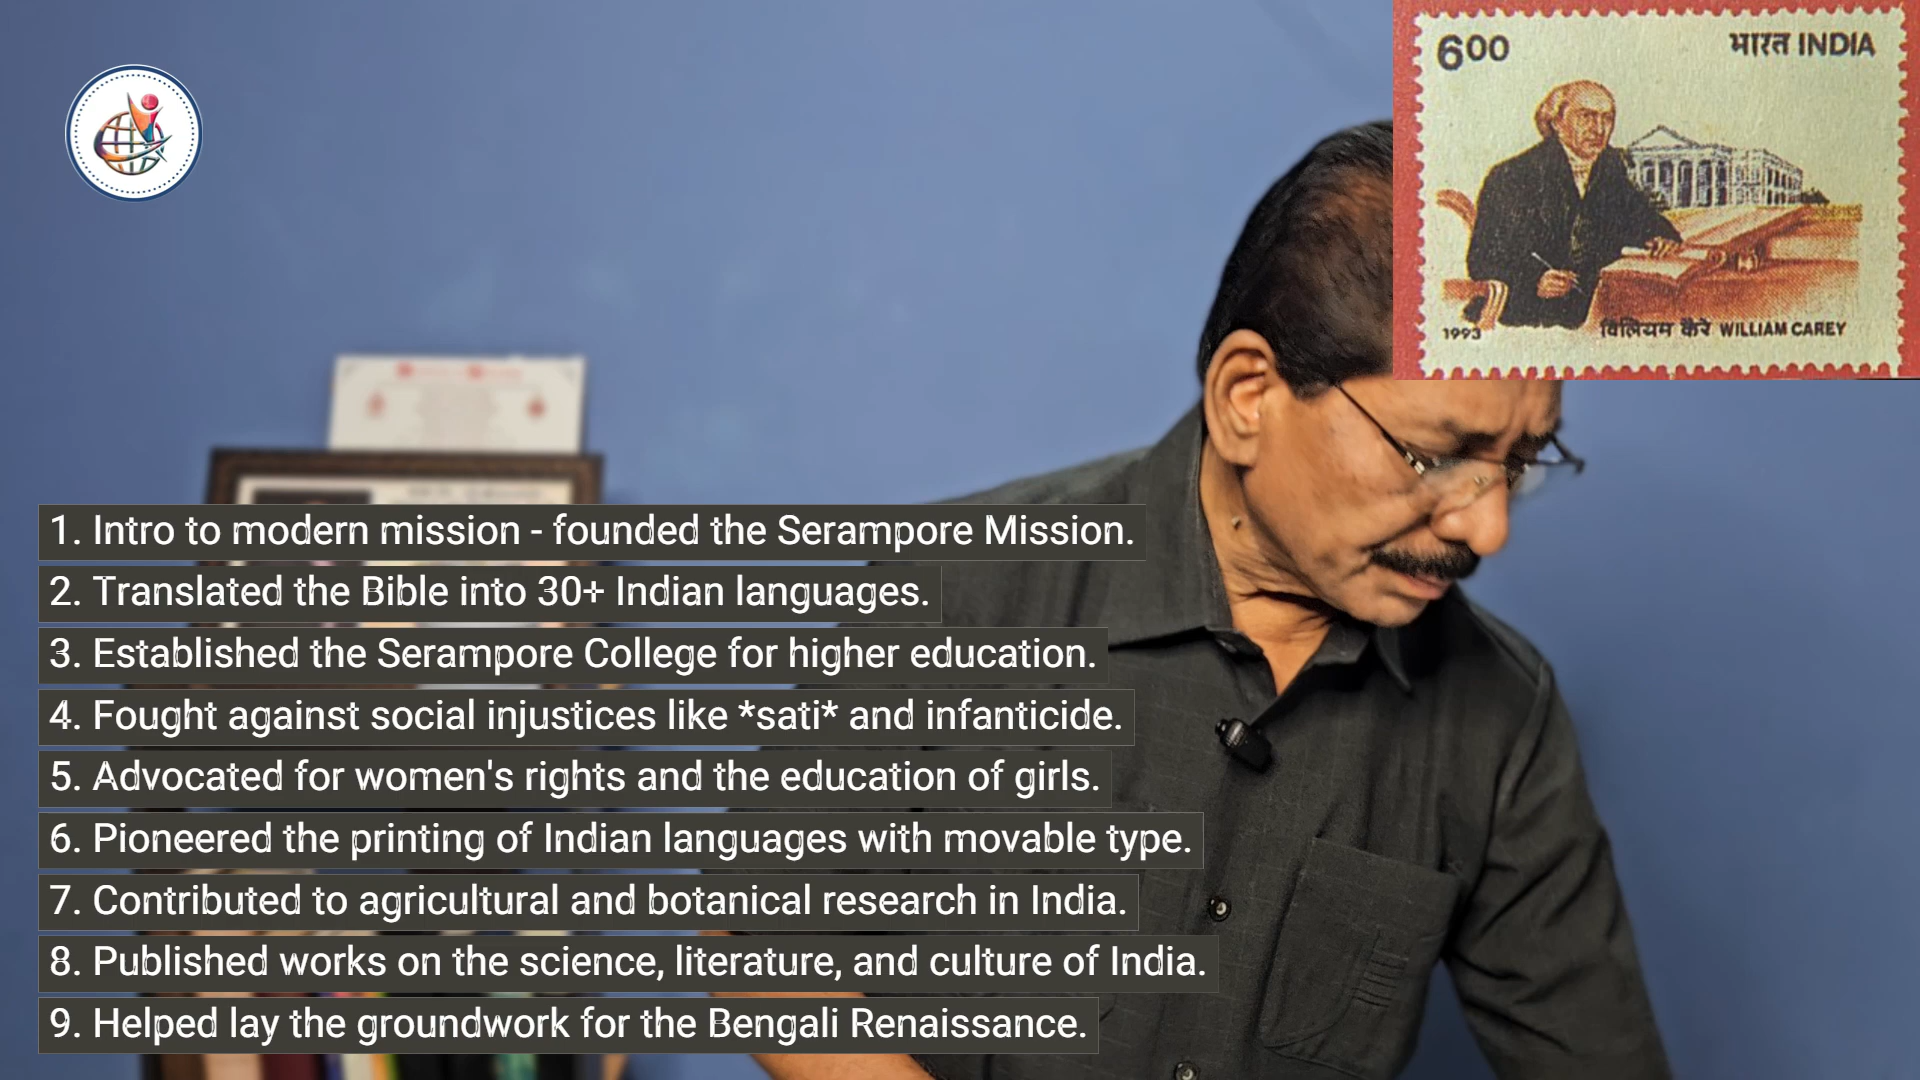 600
भारत INDIA
1993
विलियम कैरे WILLIAM CAREY
1. Intro to modern mission - founded the Serampore Mission.
2. Translated the Bible into 30+ Indian languages.
3. Established the Serampore College for higher education.
4. Fought against social injustices like *sati* and infanticide.
5. Advocated for women's rights and the education of girls.
6. Pioneered the printing of Indian languages with movable type.
7. Contributed to agricultural and botanical research in India.
8. Published works on the science, literature, and culture of India.
9. Helped lay the groundwork for the Bengali Renaissance.